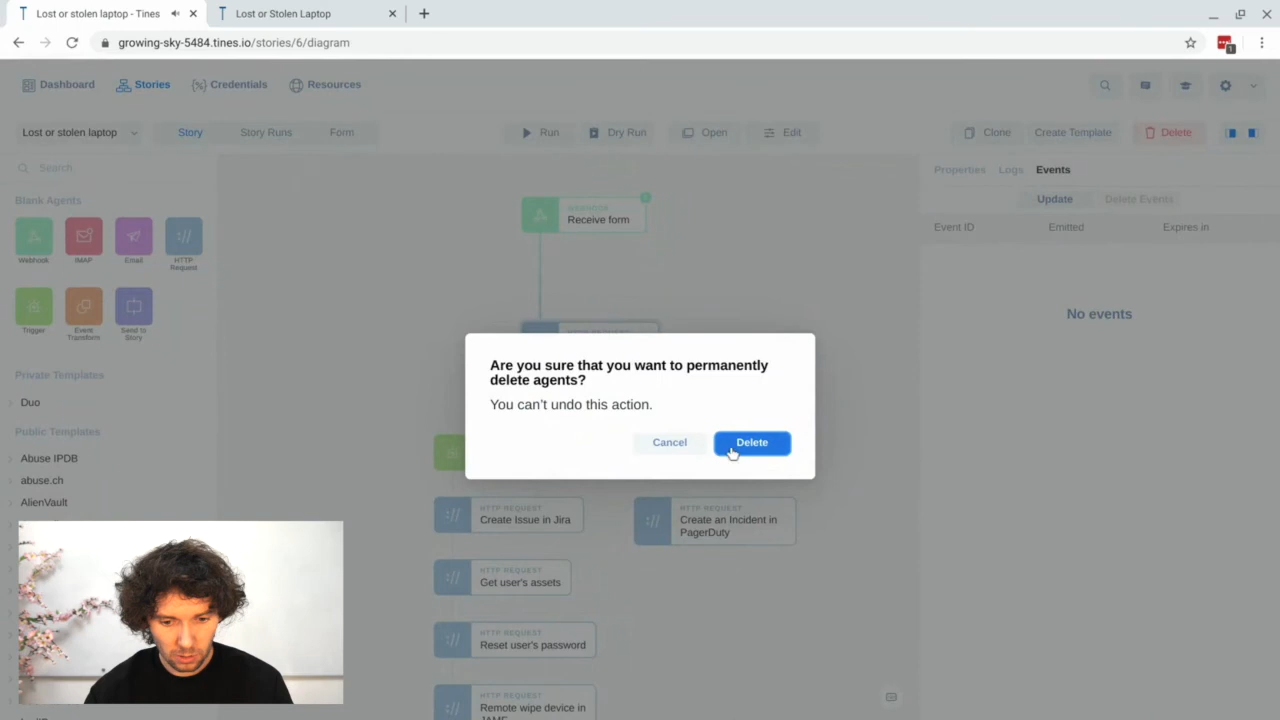 Lost or stolen laptop - Tines
Lost or Stolen Laptop
growing-sky-5484.tines.io/stories/6/diagram
1
Dashboard
Stories
Credentials
Resources
Lost or stolen laptop
Story
Story Runs
Form
Run
Dry Run
Open
Edit
Clone
Create Template
Delete
Search
Blank Agents
Webhook
IMAP
Email
HTTP
Request
Trigger
Event
Transform
Send to
Story
Private Templates
Duo
Public Templates
Abuse IPDB
abuse.ch
AlienVault
WEBHOOK
Receive form
HTTP REQUEST
Are you sure that you want to permanently
delete agents?
You can't undo this action.
Cancel
Delete
HTTP REQUEST
Create Issue in Jira
HTTP REQUEST
Create an Incident in
PagerDuty
HTTP REQUEST
Get user's assets
HTTP REQUEST
Reset user's password
HTTP REQUEST
Remote wipe device in
JAMF
Properties
Logs
Events
Update
Delete Events
Event ID
Emitted
Expires in
No events